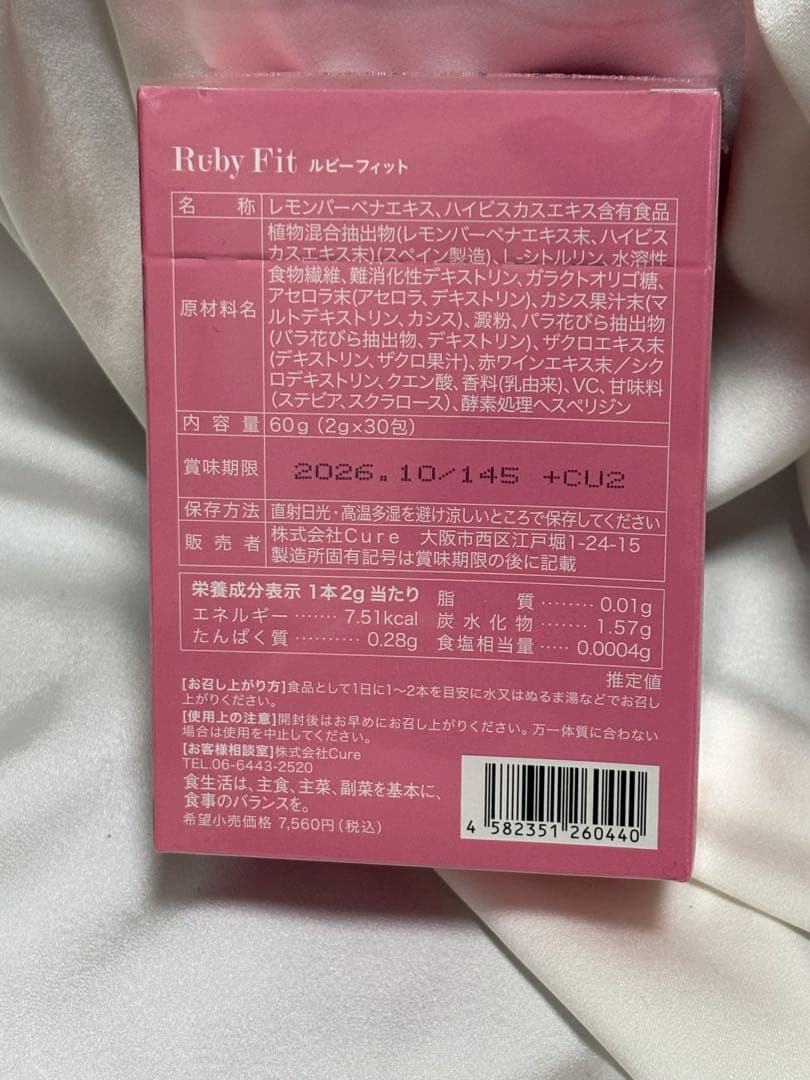 Ruby Fit ルビーフィット
名称 レモンバーベナエキス、ハイビスカスエキス含有食品
原材料名
植物混合抽出物(レモンバーベナエキス末、ハイビス
カスエキス末)(スペイン製造)、L-シトルリン、水溶性
食物繊維、難消化性デキストリン、ガラクトオリゴ糖、
アセロラ末(アセロラ、デキストリン)、カシス果汁末(マ
ルトデキストリン、カシス)、澱粉、バラ花びら抽出物
(バラ花びら抽出物、デキストリン)、ザクロエキス末
(デキストリン、ザクロ果汁)、赤ワインエキス末／シク
ロデキストリン、クエン酸、香料(乳由来)、VC、甘味料
(ステビア、スクラロース)、酵素処理ヘスペリジン
内容量 60g(2g×30包)
賞味期限 2026.10/145 +CU2
保存方法 直射日光・高温多湿を避け涼しいところで保存してください
販売者 株式会社Cure 大阪市西区江戸堀1-24-15
製造所固有記号は賞味期限の後に記載
栄養成分表示 1本2g当たり
エネルギー……7.51kcal
たんぱく質………0.28g
脂質………0.01g
炭水化物……1.57g
食塩相当量……0.0004g
推定値
[お召し上がり方]食品として1日に1〜2本を目安に水又はぬるま湯などでお召し
上がりください。
[使用上の注意]開封後はお早めにお召し上がりください。万一体質に合わない
場合は使用を中止してください。
[お客様相談室]株式会社Cure
TEL.06-6443-2520
食生活は、主食、主菜、副菜を基本に、
食事のバランスを。
希望小売価格 7,560円(税込)
4 582351 260440